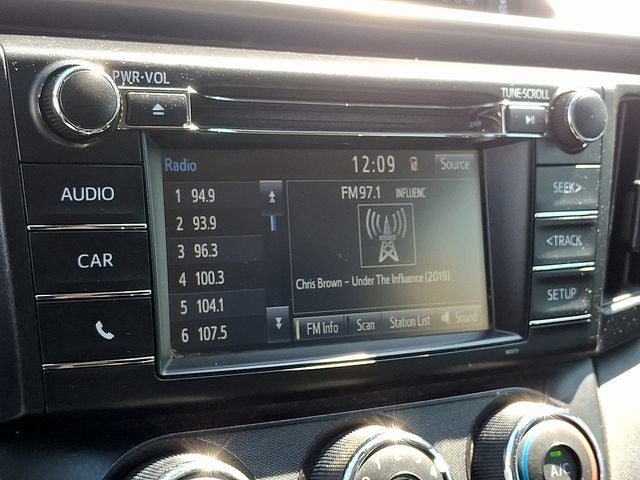 PWR·VOL
TUNE·SCROLL
AUDIO
CAR
Radio
12:09
Source
1 94.9
2 93.9
3 96.3
4 100.3
5 104.1
6 107.5
FM 97.1 INFLUENC
Chris Brown - Under The Influence (2019)
FM Info
Scan
Station List
Sound
SEEK>
<TRACK
SETUP
A/C